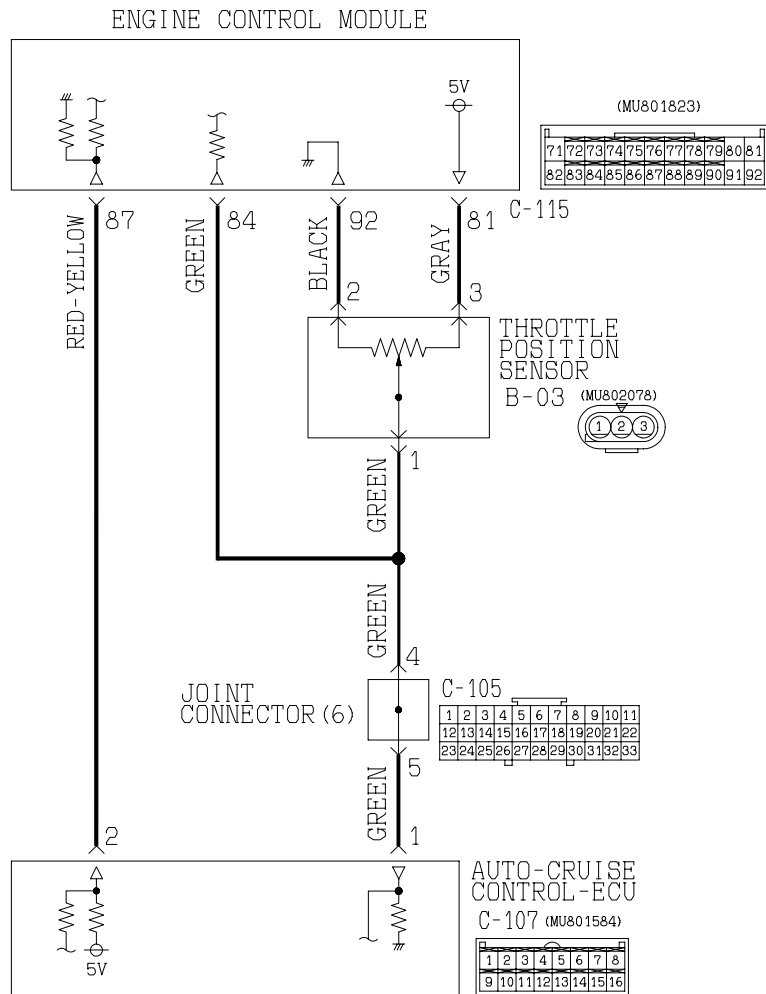 ENGINE CONTROL MODULE
5V
(MU801823)
71 72 73 74 75 76 77 78 79 80 81
82 83 84 85 86 87 88 89 90 91 92
C-115
87
84
92
81
RED-YELLOW
GREEN
BLACK
GRAY
2
3
THROTTLE
POSITION
SENSOR
B-03 (MU802078)
1 2 3
1
GREEN
GREEN
4
JOINT
CONNECTOR(6)
C-105
1 2 3 4 5 6 7 8 9 10 11
12 13 14 15 16 17 18 19 20 21 22
23 24 25 26 27 28 29 30 31 32 33
5
GREEN
2
1
AUTO-CRUISE
CONTROL-ECU
C-107 (MU801584)
5V
1 2 3 4 5 6 7 8
9 10 11 12 13 14 15 16